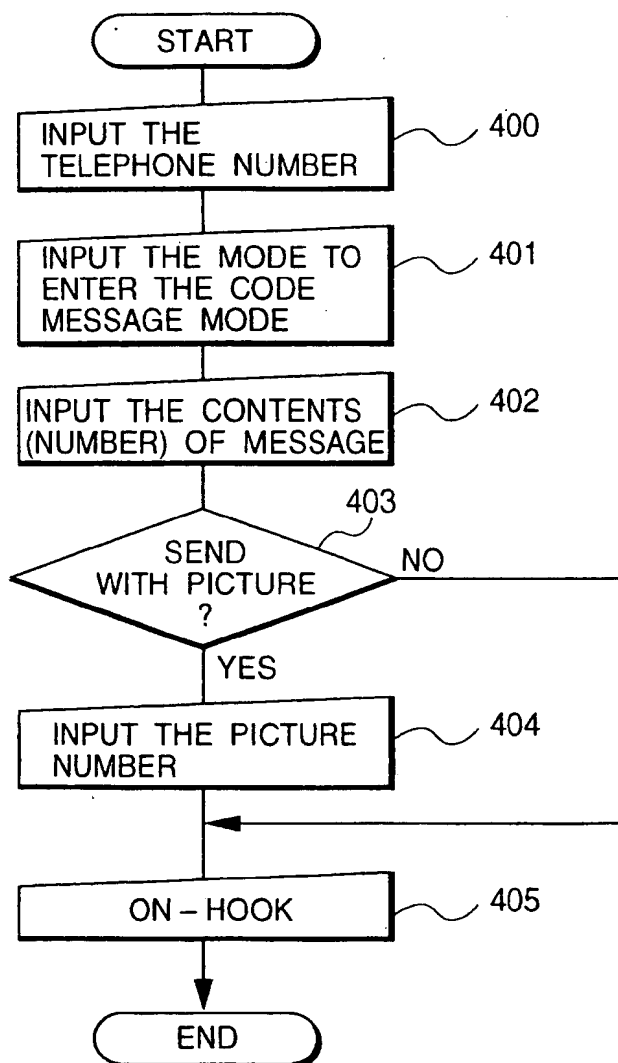 START
INPUT THE
TELEPHONE NUMBER
400
INPUT THE MODE TO
ENTER THE CODE
MESSAGE MODE
401
INPUT THE CONTENTS
(NUMBER) OF MESSAGE
402
403
SEND
WITH PICTURE
?
NO
YES
INPUT THE PICTURE
NUMBER
404
ON-HOOK
405
END